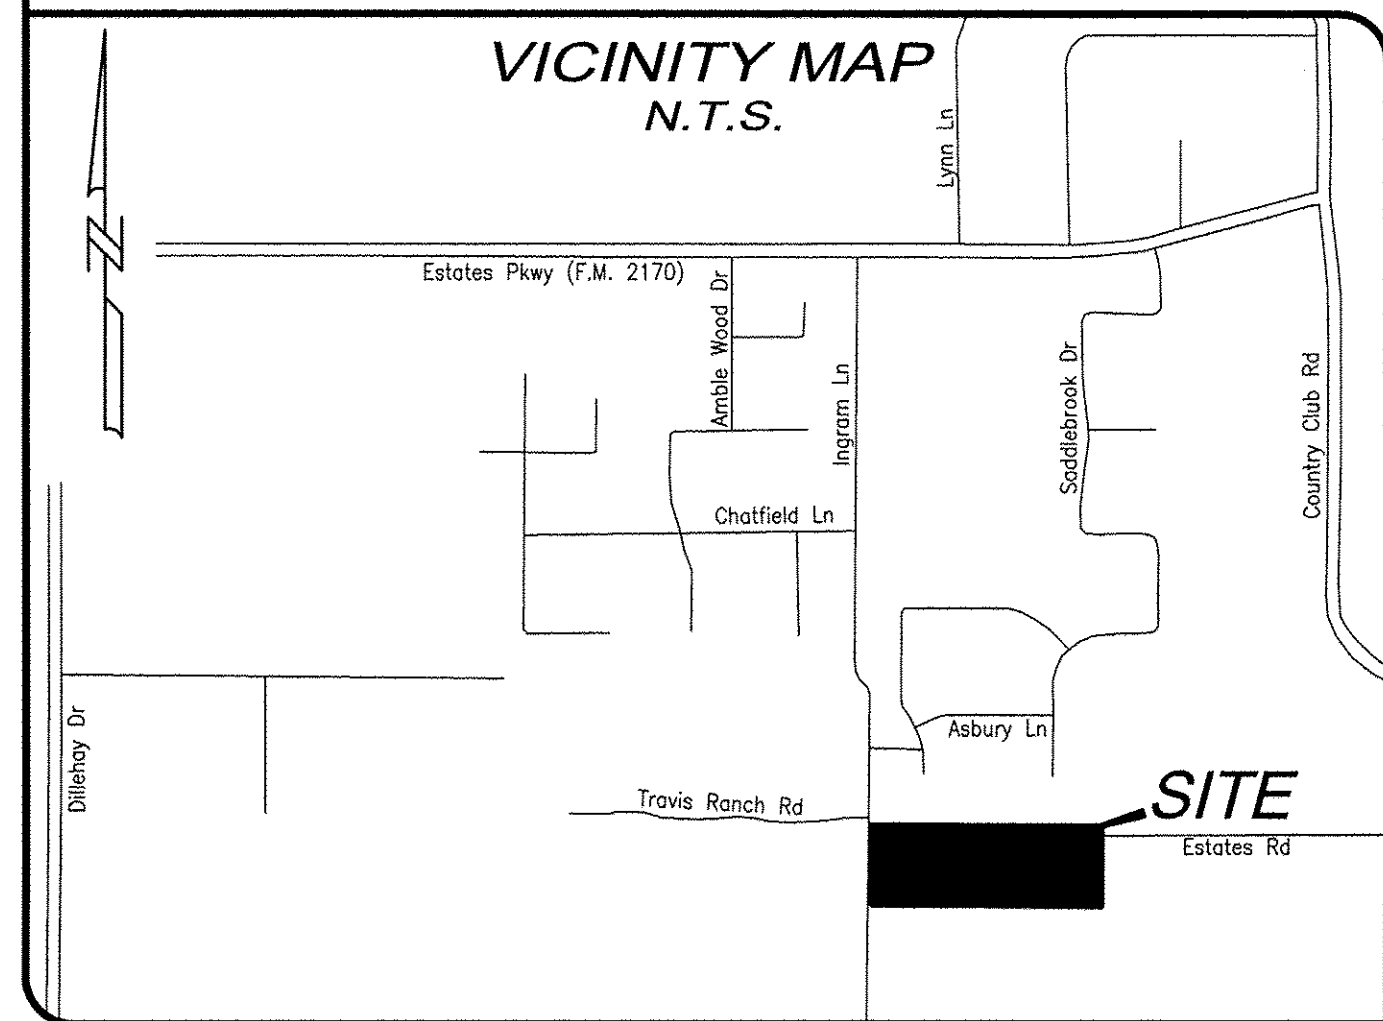 VICINITY MAP
N.T.S.
Lynn Ln
N
Estates Pkwy (F.M. 2170)
Amble Wood Dr
Ingram Ln
Saddlebrook Dr
Country Club Rd
Chatfield Ln
Dillehay Dr
Asbury Ln
Travis Ranch Rd
SITE
Estates Rd